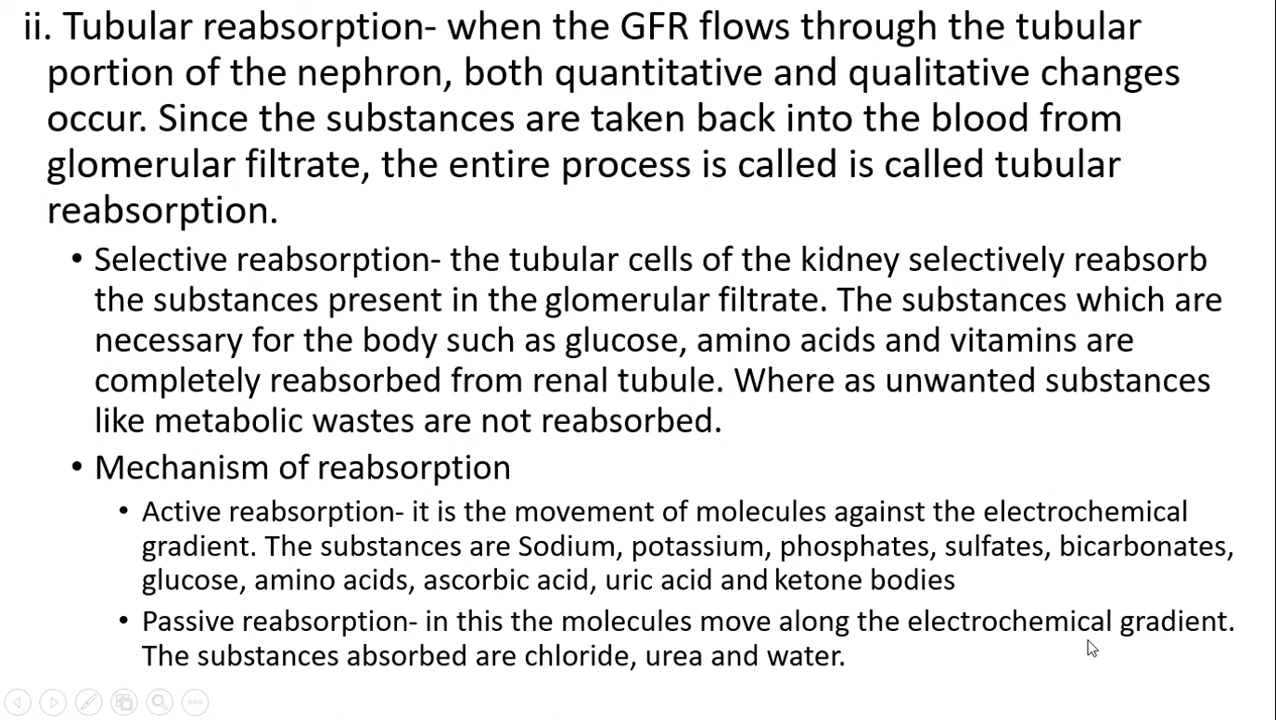 ii. Tubular reabsorption- when the GFR flows through the tubular
portion of the nephron, both quantitative and qualitative changes
occur. Since the substances are taken back into the blood from
glomerular filtrate, the entire process is called is called tubular
reabsorption.
• Selective reabsorption- the tubular cells of the kidney selectively reabsorb
the substances present in the glomerular filtrate. The substances which are
necessary for the body such as glucose, amino acids and vitamins are
completely reabsorbed from renal tubule. Where as unwanted substances
like metabolic wastes are not reabsorbed.
• Mechanism of reabsorption
• Active reabsorption- it is the movement of molecules against the electrochemical
gradient. The substances are Sodium, potassium, phosphates, sulfates, bicarbonates,
glucose, amino acids, ascorbic acid, uric acid and ketone bodies
• Passive reabsorption- in this the molecules move along the electrochemical gradient.
The substances absorbed are chloride, urea and water.